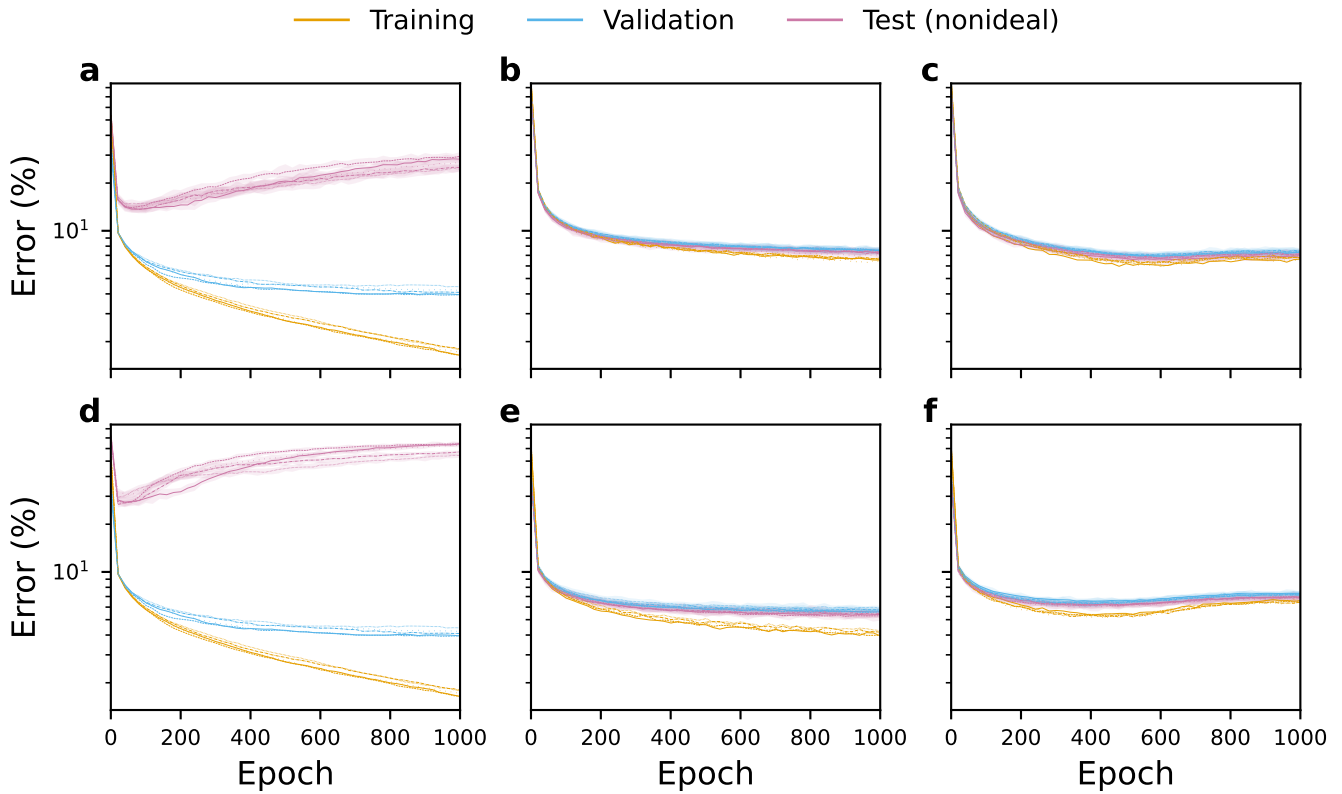 Training Validation Test (nonideal)
a b c
Error (%)
10¹
d e f
Error (%)
10¹
0 200 400 600 800 1000 0 200 400 600 800 1000 0 200 400 600 800 1000
Epoch Epoch Epoch